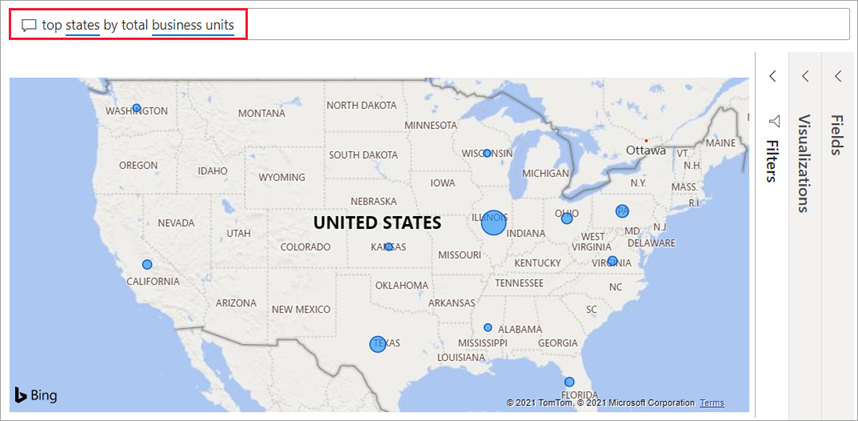 top states by total business units
WASHINGTON
MONTANA
NORTH DAKOTA
MINNESOTA
SOUTH DAKOTA
WISCONSIN
MICHIGAN
Ottawa
VT.
MAINE
N.H.
OREGON
IDAHO
WYOMING
IOWA
N.Y.
MASS.
R.I.
NEBRASKA
NEVADA
UTAH
UNITED STATES
COLORADO
KANSAS
ILLINOIS
INDIANA
OHIO
PA
N.J
MD
DELAWARE
WEST
VIRGINIA
VIRGINIA
MISSOURI
KENTUCKY
CALIFORNIA
ARIZONA
NEW MEXICO
OKLAHOMA
ARKANSAS
TENNESSEE
NC
SC
TEXAS
MISSISSIPPI
ALABAMA
GEORGIA
LOUISIANA
FLORIDA
Bing
© 2021 TomTom, © 2021 Microsoft Corporation Terms
Filters
Visualizations
Fields